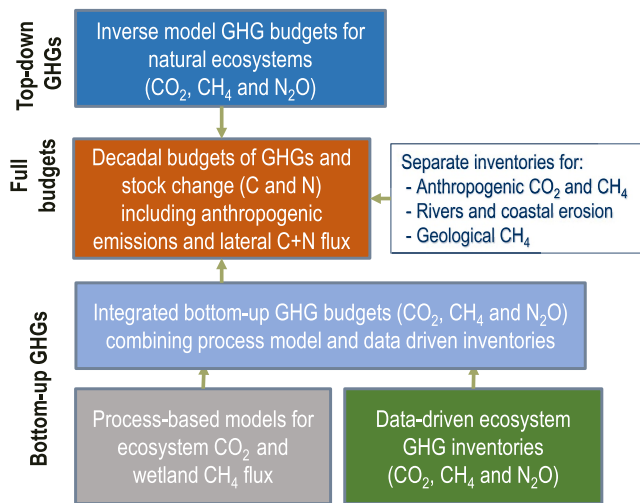 Top-down
GHGs
Inverse model GHG budgets for
natural ecosystems
(CO₂, CH₄ and N₂O)
Full
budgets
Decadal budgets of GHGs and
stock change (C and N)
including anthropogenic
emissions and lateral C+N flux
Separate inventories for:
- Anthropogenic CO₂ and CH₄
- Rivers and coastal erosion
- Geological CH₄
Bottom-up GHGs
Integrated bottom-up GHG budgets (CO₂, CH₄ and N₂O)
combining process model and data driven inventories
Process-based models for
ecosystem CO₂ and
wetland CH₄ flux
Data-driven ecosystem
GHG inventories
(CO₂, CH₄ and N₂O)